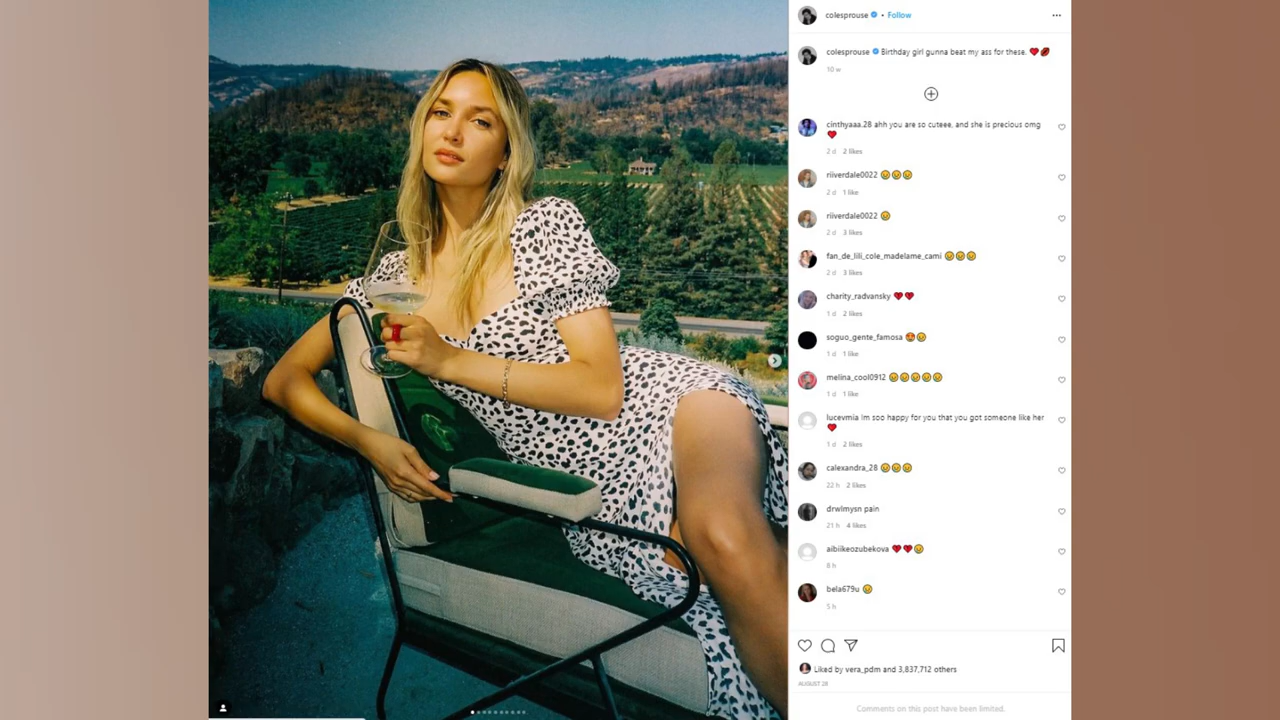 colesprouse • Follow
colesprouse Birthday girl gunna beat my ass for these. ❤️🏈
10 w
cinthyaaa.28 ahh you are so cuteee, and she is precious omg
❤️
2 d 2 likes
riiverdale0022 😖😖😖
2 d 1 like
riiverdale0022 😖
2 d 3 likes
fan_de_lili_cole_madelame_cami 😖😖😖
2 d 3 likes
charity_radvansky ❤️❤️
1 d 2 likes
soguo_gente_famosa 🤩😖
1 d 1 like
melina_cool0912 😖😖😖😖😖
1 d 1 like
lucevmia Im soo happy for you that you got someone like her
❤️
1 d 2 likes
calexandra_28 😖😖😖
22 h 2 likes
drwlmysn pain
21 h 4 likes
aibiikeozubekova ❤️❤️😖
8 h
bela679u 😖
5 h
Liked by vera_pdm and 3,837,712 others
AUGUST 28
Comments on this post have been limited.